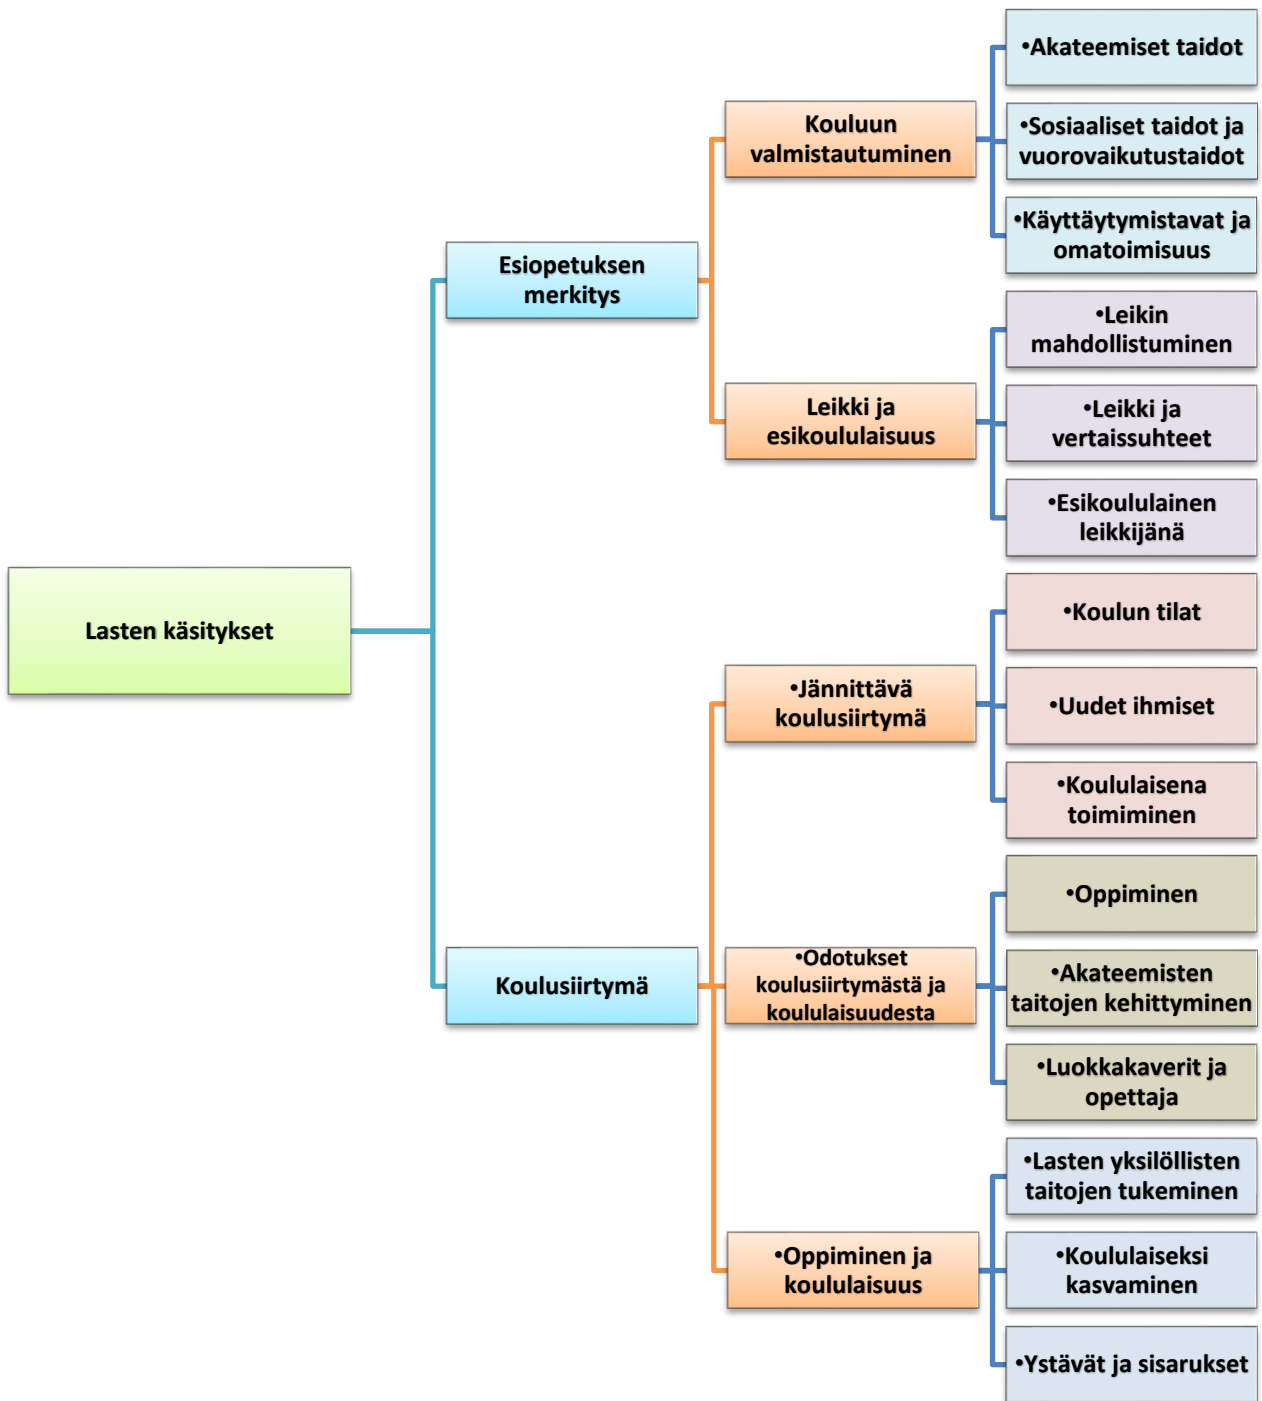 Lasten käsitykset
Esiopetuksen
merkitys
Kouluun
valmistautuminen
•Akateemiset taidot
•Sosiaaliset taidot ja
vuorovaikutustaidot
•Käyttäytymistavat ja
omatoimisuus
Leikki ja
esikoululaisuus
•Leikin
mahdollistuminen
•Leikki ja
vertaissuhteet
•Esikoululainen
leikkijänä
Koulusiirtymä
•Jännittävä
koulusiirtymä
•Koulun tilat
•Uudet ihmiset
•Koululaisena
toimiminen
•Odotukset
koulusiirtymästä ja
koululaisuudesta
•Oppiminen
•Akateemisten
taitojen kehittyminen
•Luokkakaverit ja
opettaja
•Oppiminen ja
koululaisuus
•Lasten yksilöllisten
taitojen tukeminen
•Koululaiseksi
kasvaminen
•Ystävät ja sisarukset